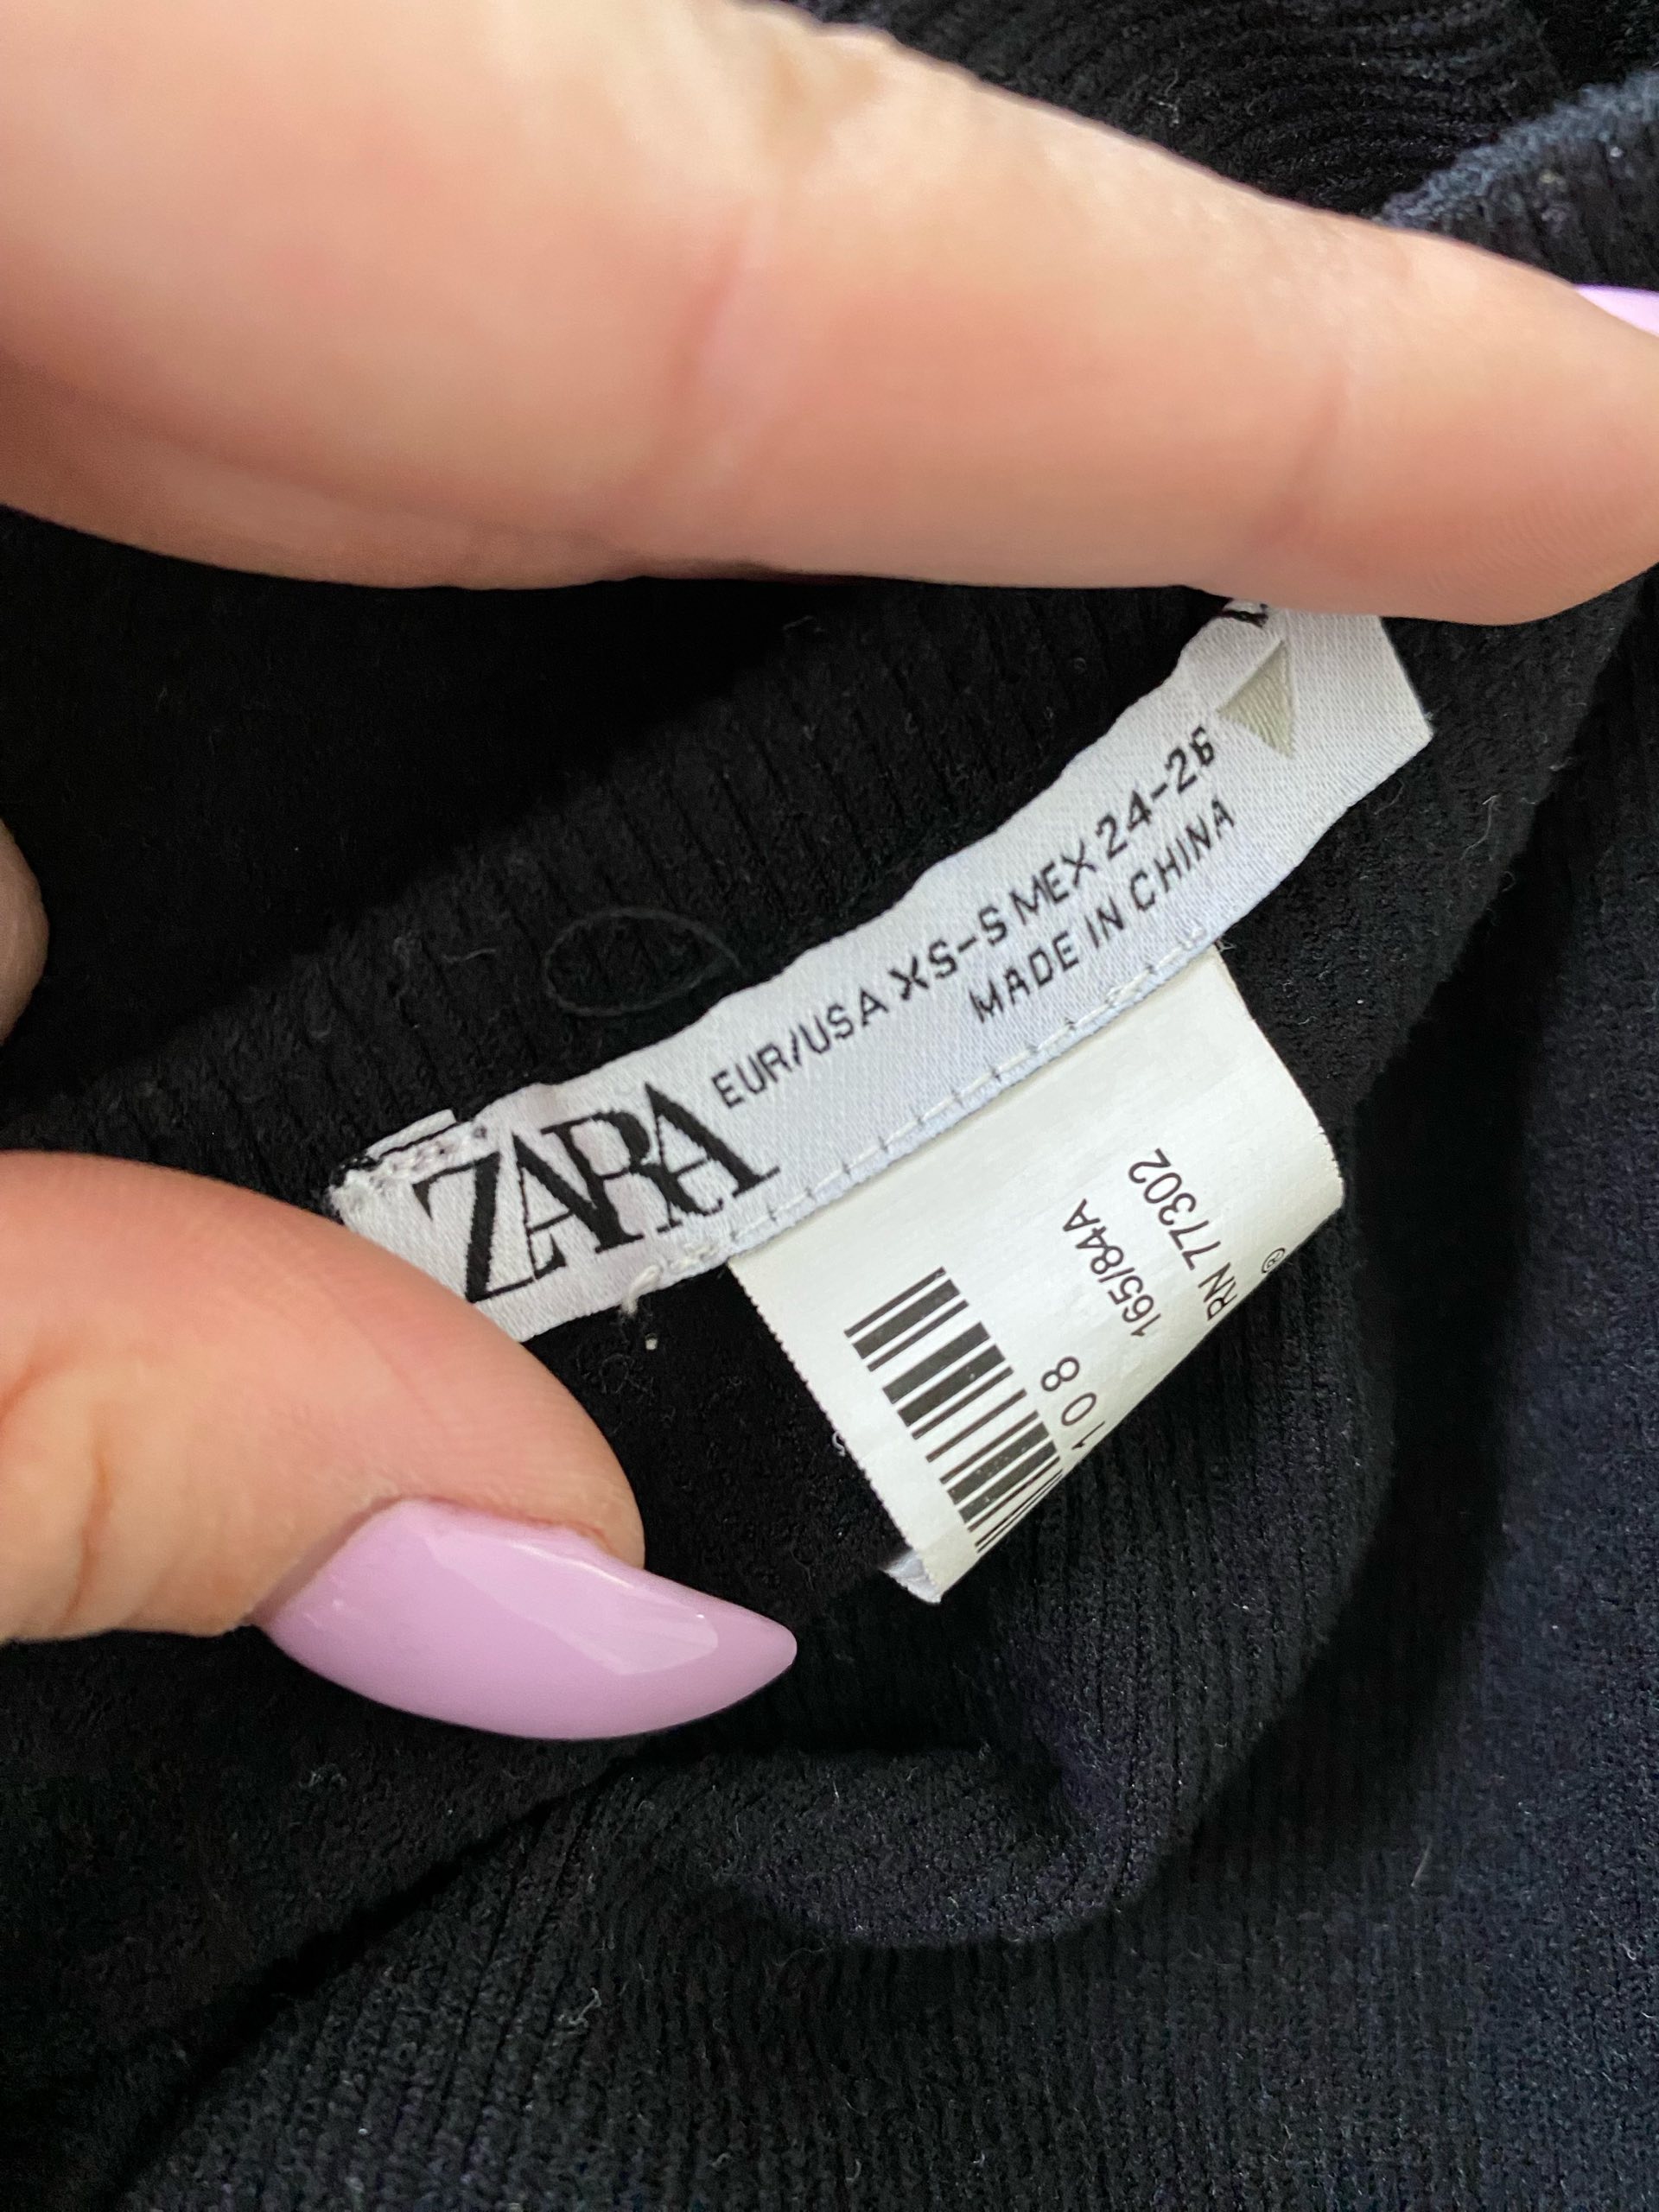 ZARA
EUR/USA XS-S MEX 24-26
MADE IN CHINA
108
165/84A
RN 77302
®